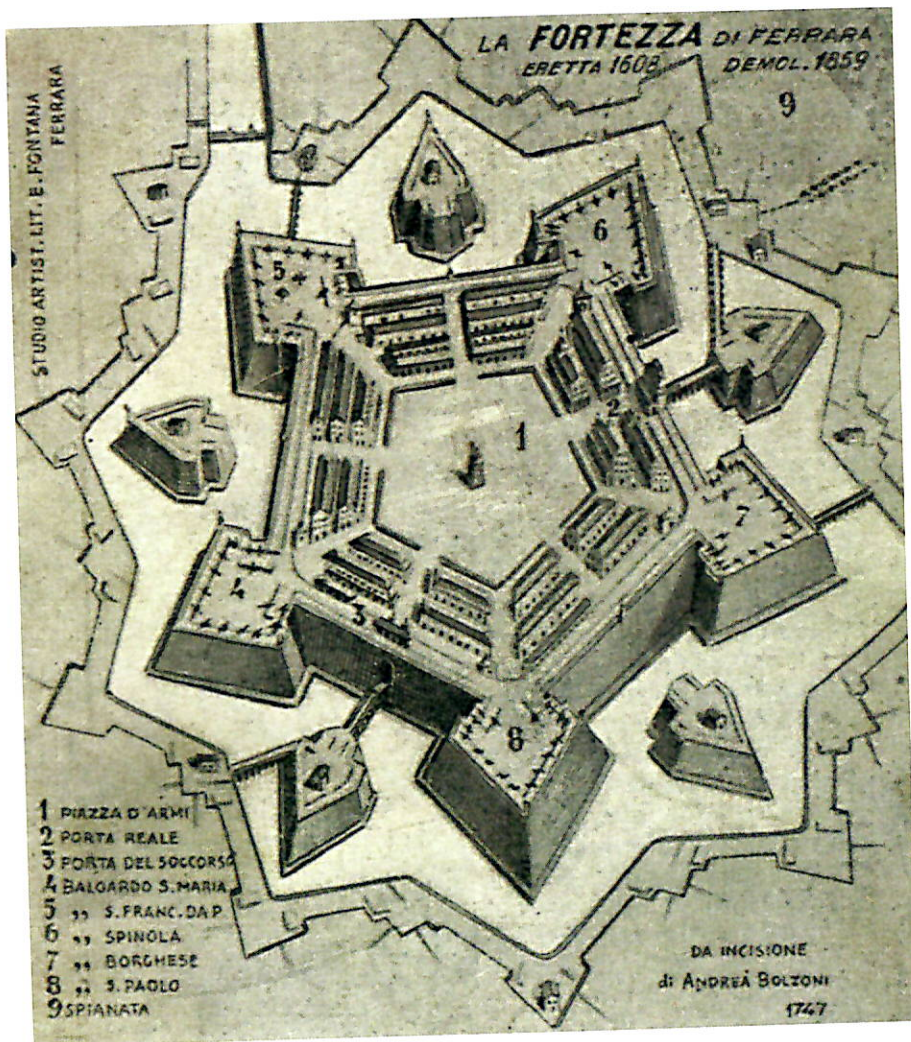 LA FORTEZZA DI FERRARA
ERETTA 1608 DEMOL. 1859
STUDIO ARTIST. LIT. E. FONTANA
FERRARA
9
5
6
1
2
7
4
3
8
1 PIAZZA D'ARMI
2 PORTA REALE
3 PORTA DEL SOCCORSO
4 BALOARDO S. MARIA
5 ,, S. FRANC. DA P
6 ,, SPINOLA
7 ,, BORGHESE
8 ,, S. PAOLO
9 SPIANATA
DA INCISIONE
di ANDREA BOLZONI
1747